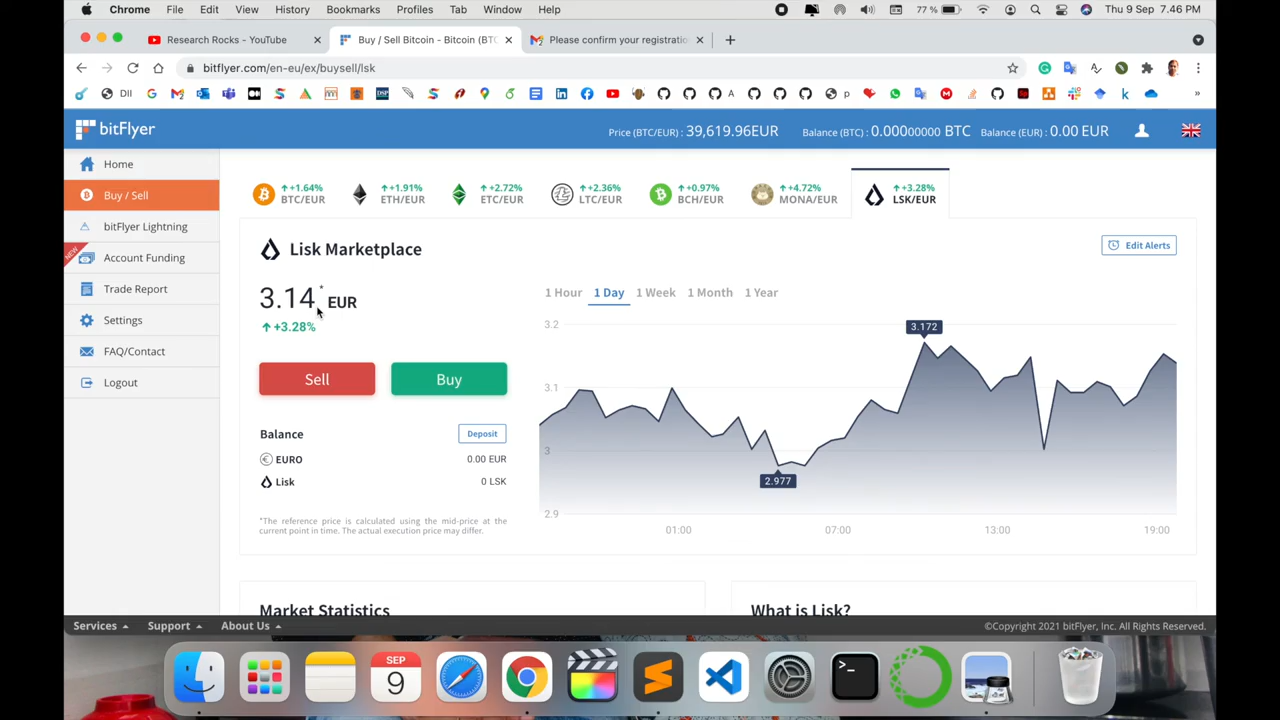 Chrome File Edit View History Bookmarks Profiles Tab Window Help 77 % Thu 9 Sep 7.46 PM
Research Rocks - YouTube Buy / Sell Bitcoin - Bitcoin (BTC Please confirm your registratio
bitflyer.com/en-eu/ex/buysell/lsk
DII A p
bitFlyer Price (BTC/EUR) : 39,619.96EUR Balance (BTC): 0.00000000 BTC Balance (EUR): 0.00 EUR
Home
Buy / Sell
bitFlyer Lightning
NEW
Account Funding
Trade Report
Settings
FAQ/Contact
Logout
+1.64% +1.91% +2.72% +2.36% +0.97% +4.72% +3.28%
BTC/EUR ETH/EUR ETC/EUR LTC/EUR BCH/EUR MONA/EUR LSK/EUR
Lisk Marketplace
Edit Alerts
3.14* EUR
+3.28%
Sell Buy
Balance Deposit
EURO 0.00 EUR
Lisk 0 LSK
*The reference price is calculated using the mid-price at the
current point in time. The actual execution price may differ.
1 Hour 1 Day 1 Week 1 Month 1 Year
3.2
3.172
3.1
3
2.977
2.9
01:00 07:00 13:00 19:00
Market Statistics
What is Lisk?
Services Support About Us ©Copyright 2021 bitFlyer, Inc. All Rights Reserved.
SEP
9